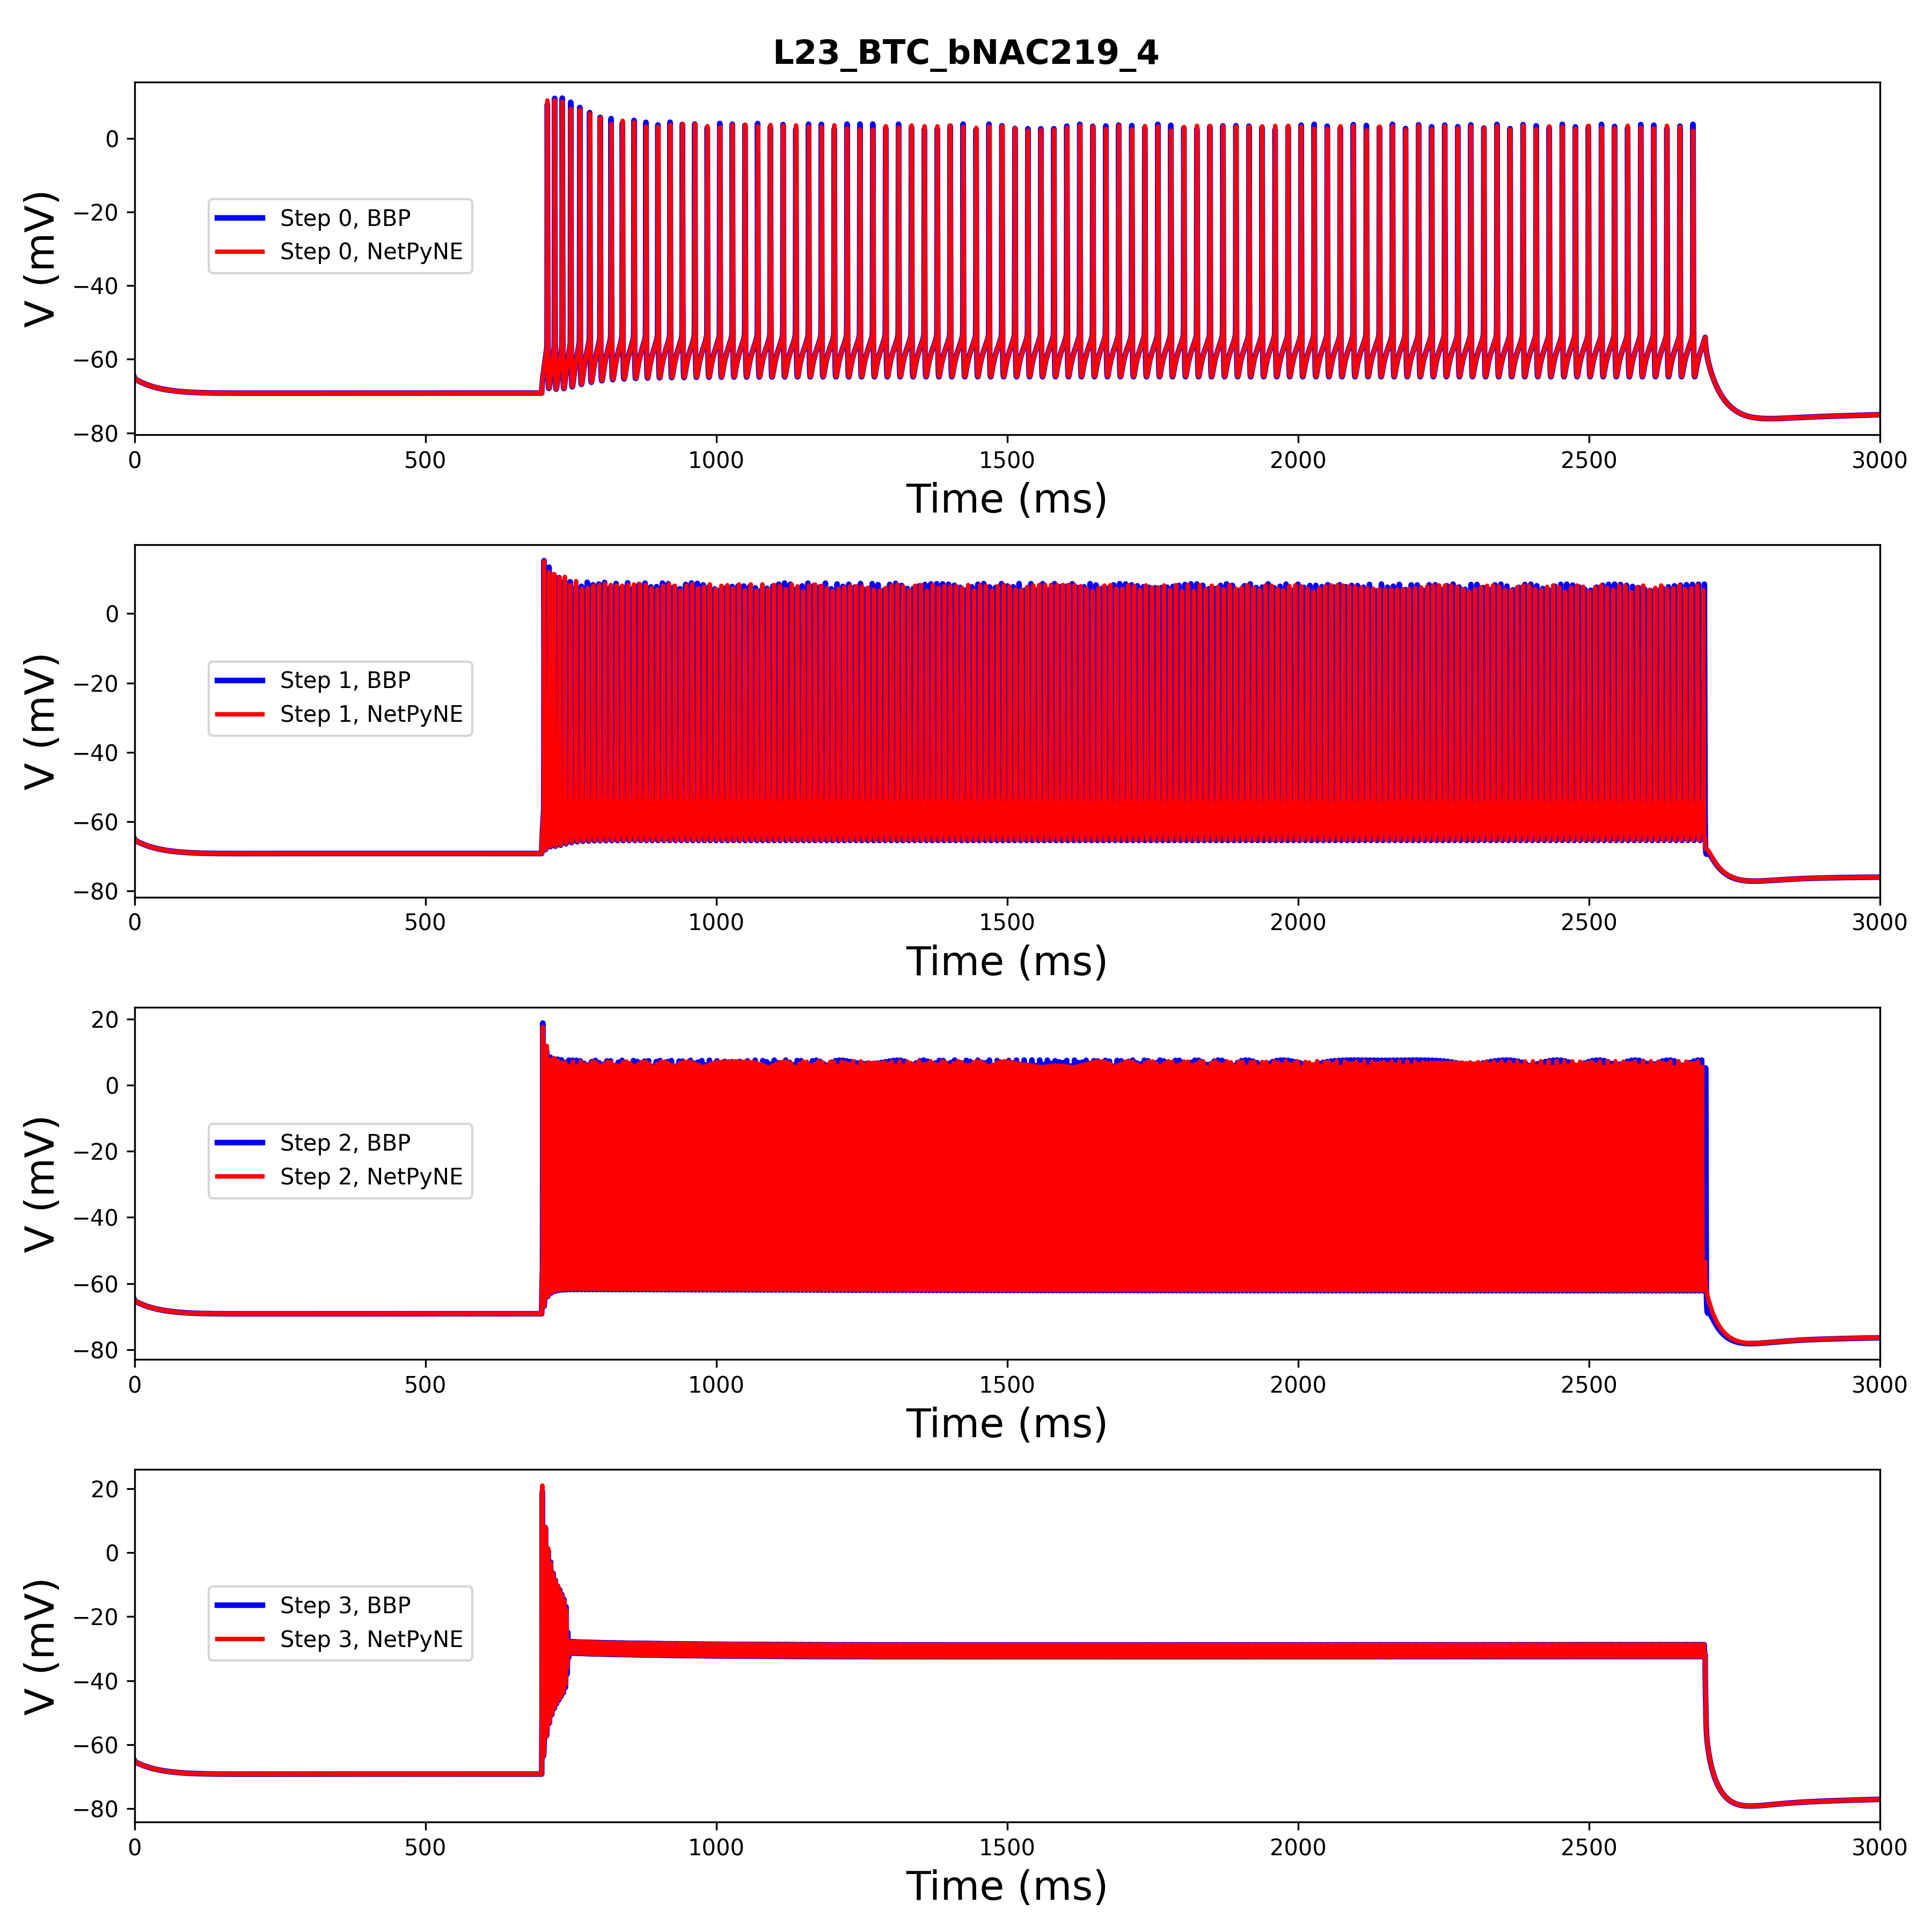 L23_BTC_bNAC219_4
0
−20
−40
−60
−80
V (mV)
Step 0, BBP
Step 0, NetPyNE
0 500 1000 1500 2000 2500 3000
Time (ms)
0
−20
−40
−60
−80
V (mV)
Step 1, BBP
Step 1, NetPyNE
0 500 1000 1500 2000 2500 3000
Time (ms)
20
0
−20
−40
−60
−80
V (mV)
Step 2, BBP
Step 2, NetPyNE
0 500 1000 1500 2000 2500 3000
Time (ms)
20
0
−20
−40
−60
−80
V (mV)
Step 3, BBP
Step 3, NetPyNE
0 500 1000 1500 2000 2500 3000
Time (ms)